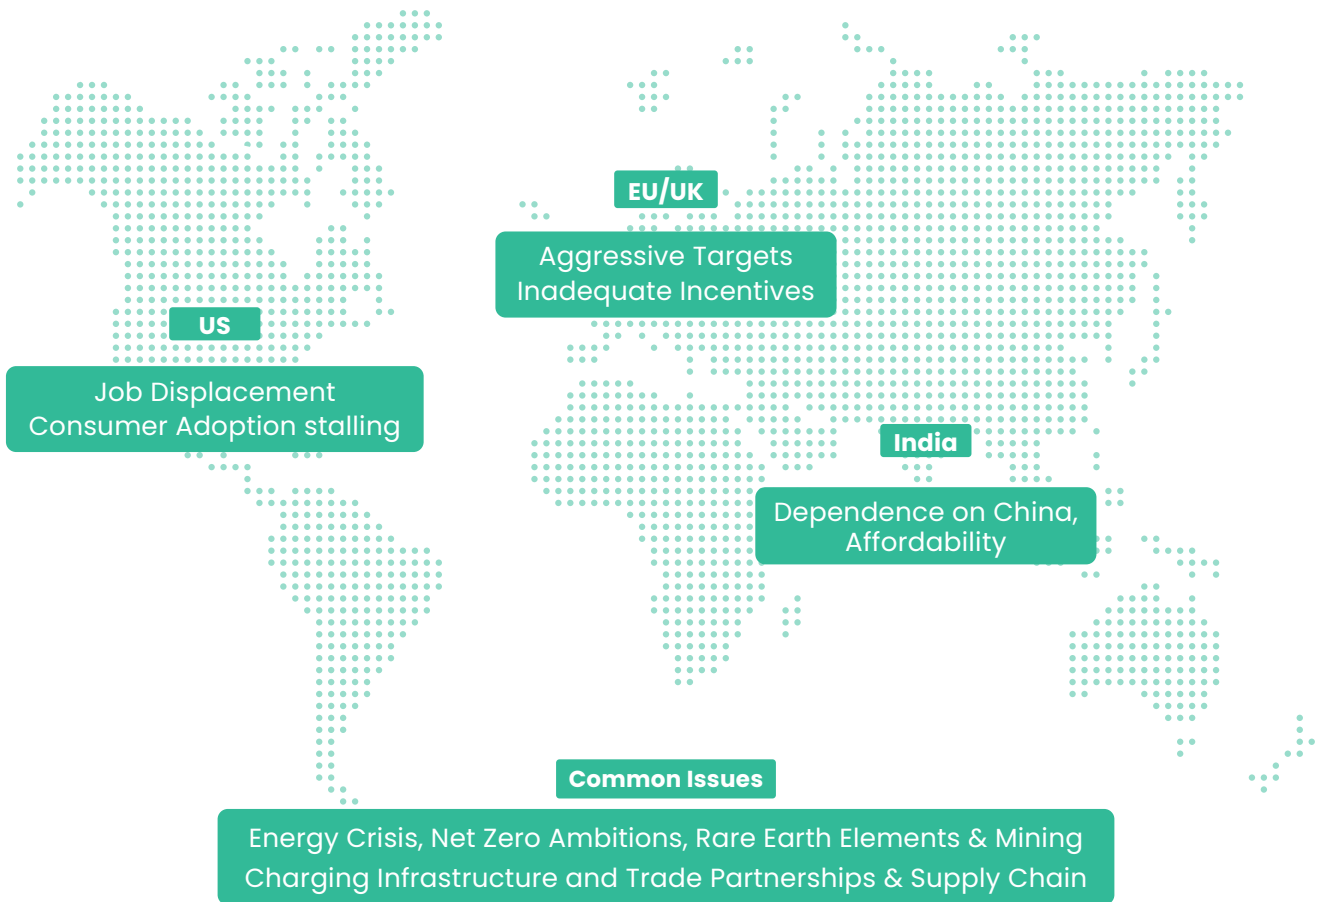 EU/UK
Aggressive Targets
Inadequate Incentives
US
Job Displacement
Consumer Adoption stalling
India
Dependence on China,
Affordability
Common Issues
Energy Crisis, Net Zero Ambitions, Rare Earth Elements & Mining
Charging Infrastructure and Trade Partnerships & Supply Chain